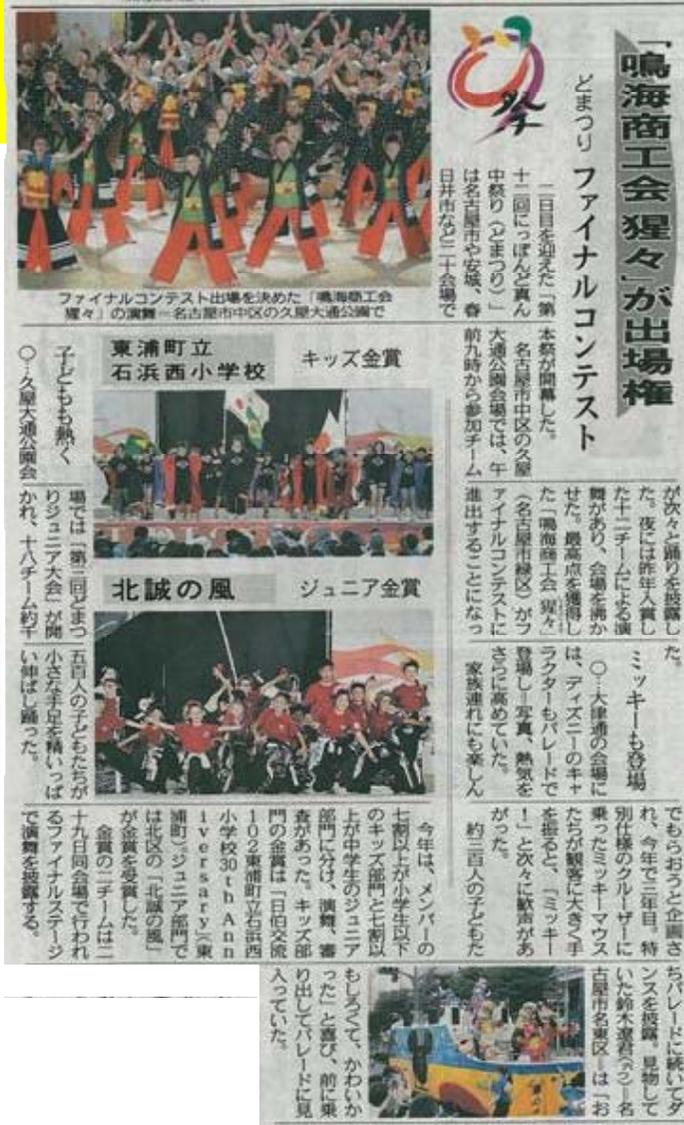 「鳴海商工会 猩々」が出場権
どまつり ファイナルコンテスト
祭
ファイナルコンテスト出場を決めた「鳴海商工会
猩々」の演舞=名古屋市中区の久屋大通公園で
二日目を迎えた「第
十二回にっぽんど真ん
中祭り(どまつり)」
は名古屋市や安城、春
日井市など二十会場で
本祭が開幕した。
名古屋市中区の久屋
大通公園会場では、午
前九時から参加チーム
が次々と踊りを披露し
た。夜には昨年入賞し
た十二チームによる演
舞があり、会場を沸か
せた。最高点を獲得し
た「鳴海商工会 猩々」
(名古屋市緑区)がフ
ァイナルコンテストに
進出することになっ
た。
ミッキーも登場
○…大津通の会場に
は、ディズニーのキャ
ラクターもパレードで
登場し=写真、熱気を
さらに高めていた。
家族連れにも楽しん
でもらおうと企画さ
れ、今年で三年目。特
別仕様のクルーザーに
乗ったミッキーマウス
たちが観客に大きく手
を振ると、「ミッキー
!」と次々に歓声があ
がった。
約三百人の子どもた
ちパレードに続いてダ
ンスを披露。見物して
いた鈴木遼君(六つ)=名
古屋市名東区=は「お
もしろくて、かわいか
った」と喜び、前に乗
り出してパレードに見
入っていた。
東浦町立
石浜西小学校
キッズ金賞
北誠の風
ジュニア金賞
子どもも熱く
○…久屋大通公園会
場では「第三回どまつ
りジュニア大会」が開
かれ、十八チーム約千
五百人の子どもたちが
小さな手足を精いっぱ
い伸ばし踊った。
今年は、メンバーの
七割以上が小学生以下
のキッズ部門と七割以
上が中学生のジュニア
部門に分け、演舞、審
査があった。キッズ部
門の金賞は「日伯交流
102東浦町立石浜西
小学校30th Ann
iversary」(東
浦町)。ジュニア部門で
は北区の「北誠の風」
が金賞を受賞した。
金賞の二チームは二
十九日同会場で行われ
るファイナルステージ
で演舞を披露する。